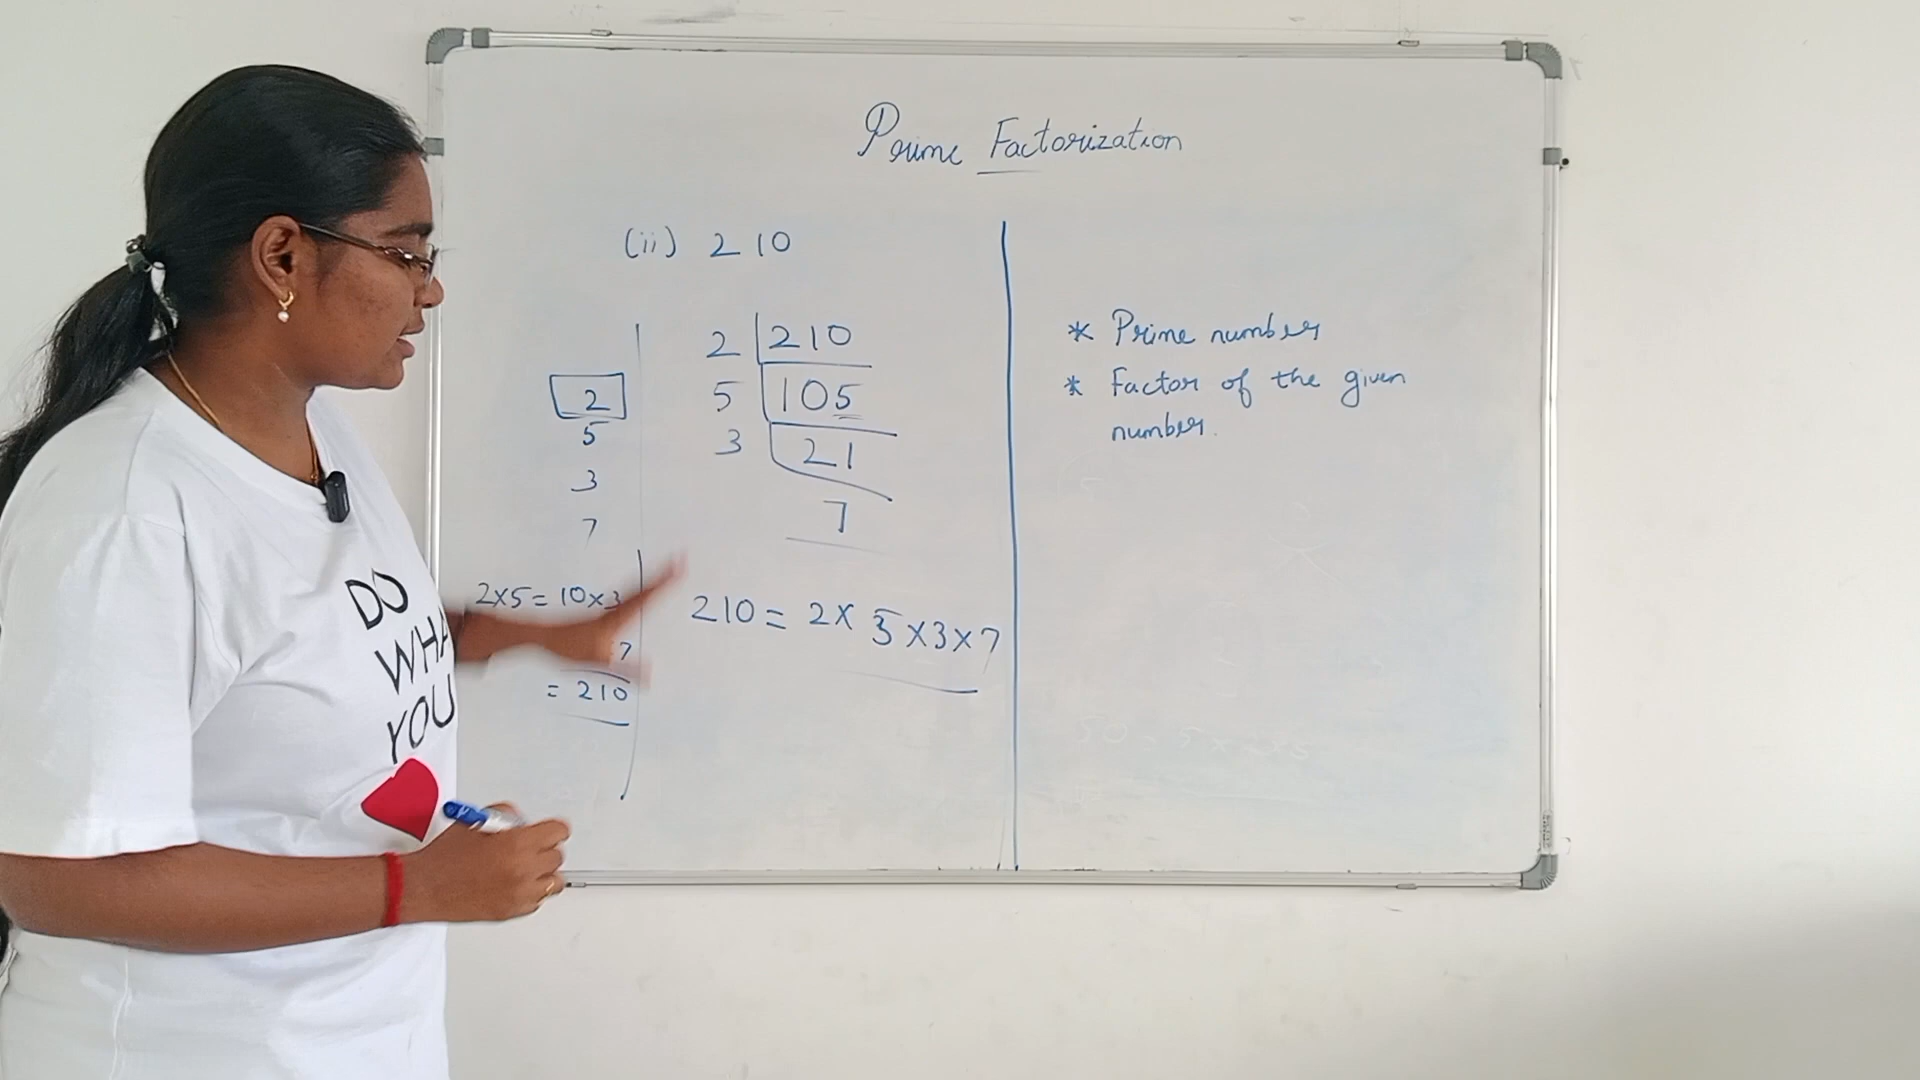 Prime Factorization
(ii) 210
2 210
5 105
3 21
7
210 = 2 × 5 × 3 × 7
2
5
3
7
2×5 = 10×3
7
= 210
* Prime number
* Factor of the given
number.
DO
WHA
YOU